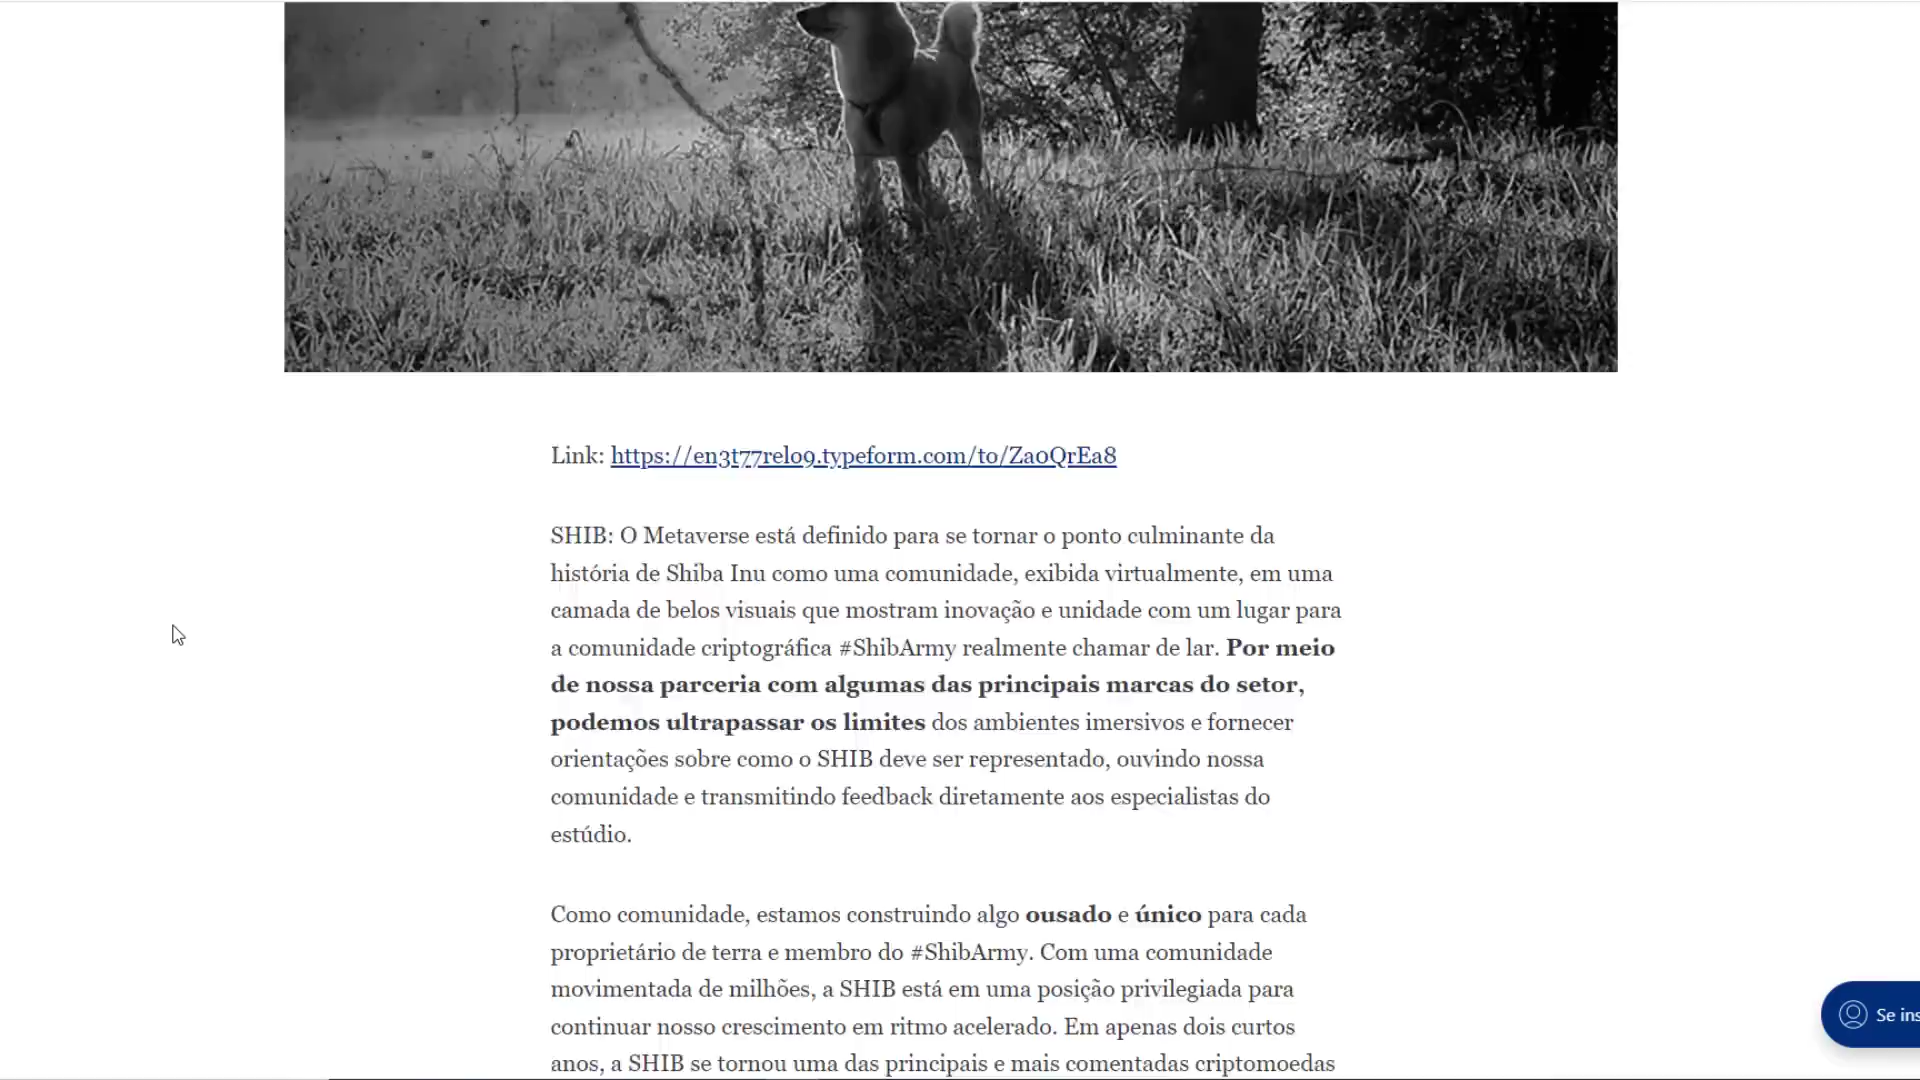 Link: https://en3t77relo9.typeform.com/to/Za0QrEa8
SHIB: O Metaverse está definido para se tornar o ponto culminante da
história de Shiba Inu como uma comunidade, exibida virtualmente, em uma
camada de belos visuais que mostram inovação e unidade com um lugar para
a comunidade criptográfica #ShibArmy realmente chamar de lar. Por meio
de nossa parceria com algumas das principais marcas do setor,
podemos ultrapassar os limites dos ambientes imersivos e fornecer
orientações sobre como o SHIB deve ser representado, ouvindo nossa
comunidade e transmitindo feedback diretamente aos especialistas do
estúdio.
Como comunidade, estamos construindo algo ousado e único para cada
proprietário de terra e membro do #ShibArmy. Com uma comunidade
movimentada de milhões, a SHIB está em uma posição privilegiada para
continuar nosso crescimento em ritmo acelerado. Em apenas dois curtos
anos, a SHIB se tornou uma das principais e mais comentadas criptomoedas
Se ins